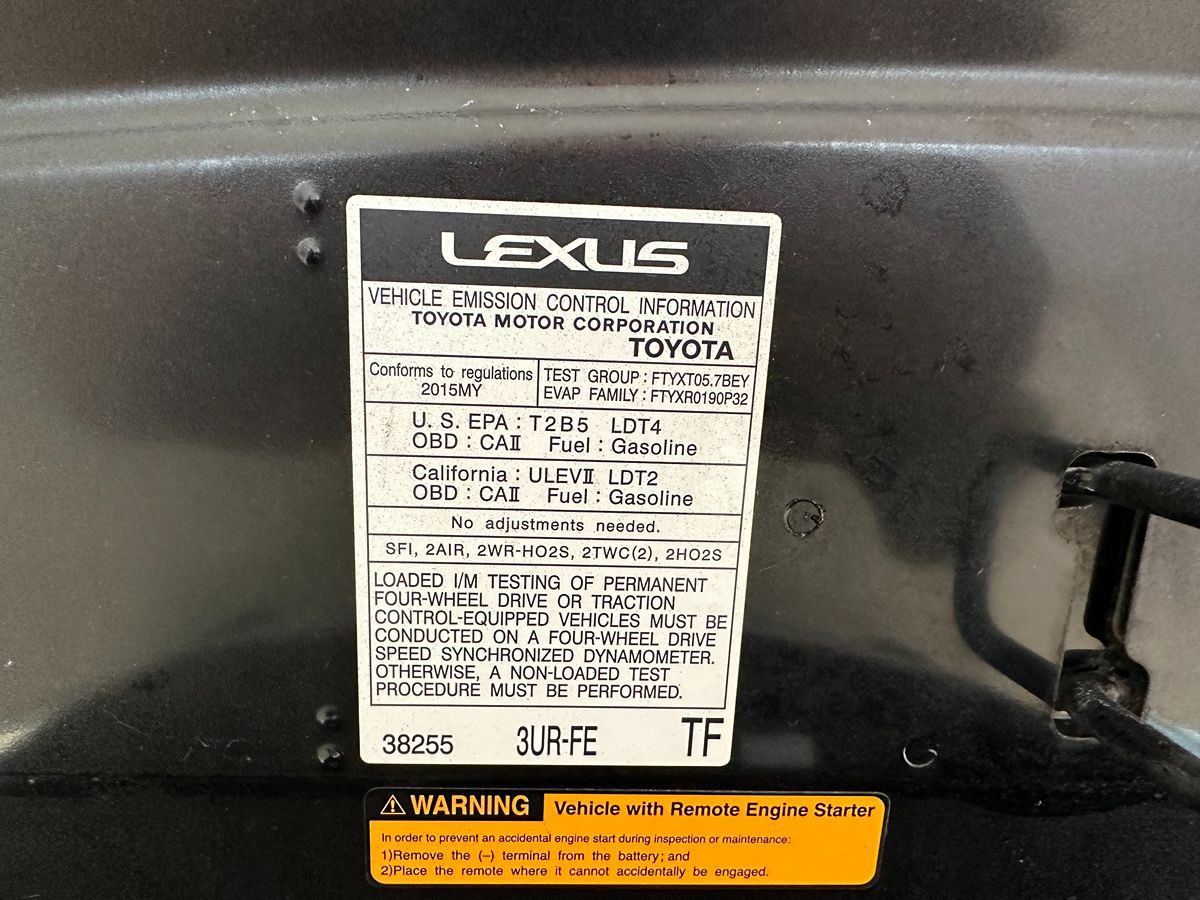 LEXUS
VEHICLE EMISSION CONTROL INFORMATION
TOYOTA MOTOR CORPORATION
TOYOTA
Conforms to regulations
2015MY
TEST GROUP : FTYXT05.7BEY
EVAP FAMILY : FTYXR0190P32
U. S. EPA : T2B5 LDT4
OBD : CAⅡ Fuel : Gasoline
California : ULEVⅡ LDT2
OBD : CAⅡ Fuel : Gasoline
No adjustments needed.
SFI, 2AIR, 2WR-HO2S, 2TWC(2), 2HO2S
LOADED I/M TESTING OF PERMANENT
FOUR-WHEEL DRIVE OR TRACTION
CONTROL-EQUIPPED VEHICLES MUST BE
CONDUCTED ON A FOUR-WHEEL DRIVE
SPEED SYNCHRONIZED DYNAMOMETER.
OTHERWISE, A NON-LOADED TEST
PROCEDURE MUST BE PERFORMED.
38255 3UR-FE TF
WARNING Vehicle with Remote Engine Starter
In order to prevent an accidental engine start during inspection or maintenance:
1)Remove the (−) terminal from the battery; and
2)Place the remote where it cannot accidentally be engaged.